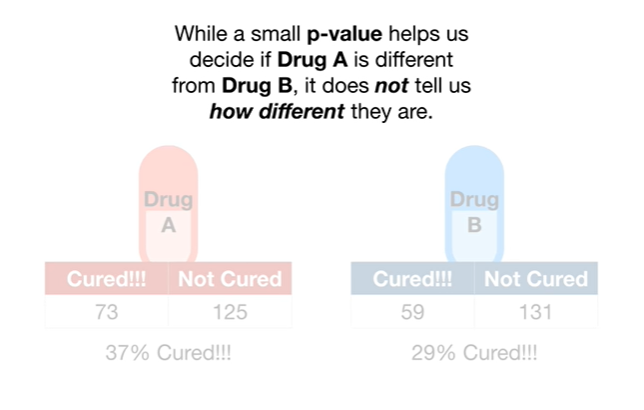 While a small p-value helps us
decide if Drug A is different
from Drug B, it does not tell us
how different they are.
Drug
A
Cured!!! Not Cured
73 125
37% Cured!!!
Drug
B
Cured!!! Not Cured
59 131
29% Cured!!!